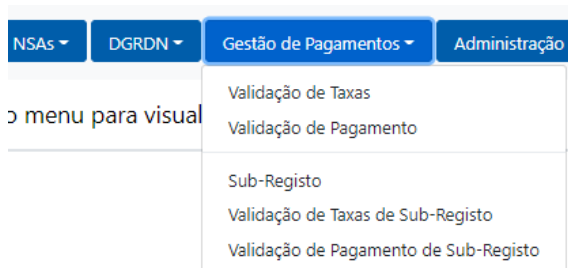 NSAs DGRDN Gestão de Pagamentos Administração
o menu para visual
Validação de Taxas
Validação de Pagamento
Sub-Registo
Validação de Taxas de Sub-Registo
Validação de Pagamento de Sub-Registo